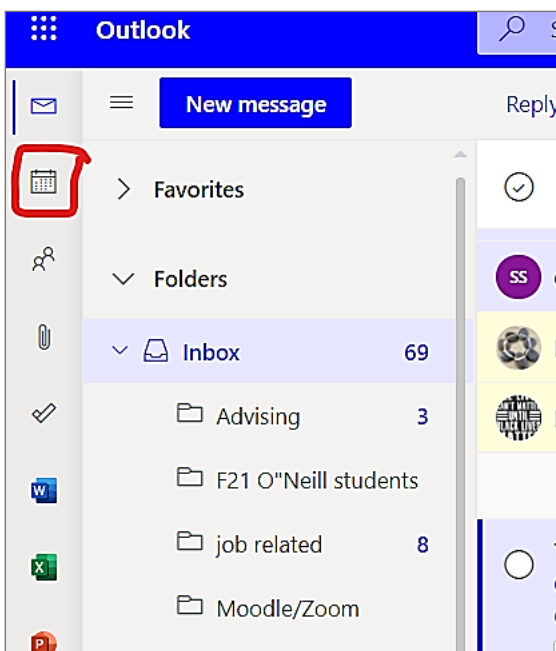 Outlook
New message
Reply
Favorites
Folders
SS
Inbox 69
Advising 3
F21 O"Neill students
job related 8
Moodle/Zoom
W
X
P